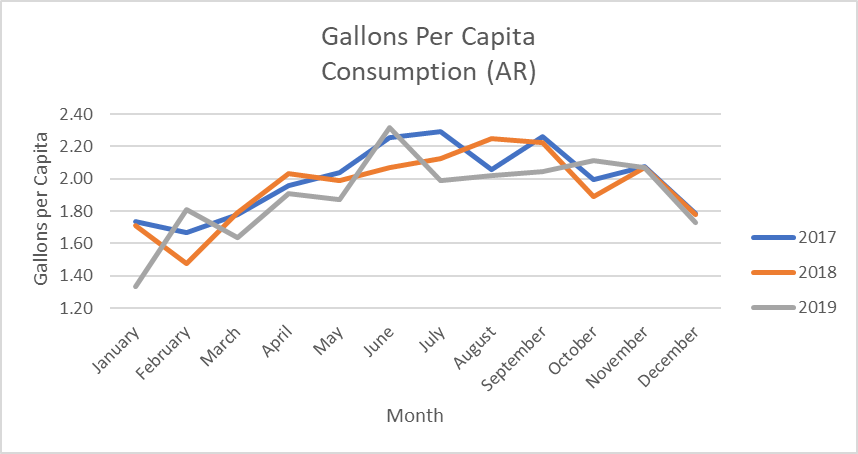 Gallons Per Capita
Consumption (AR)
Gallons per Capita
2.40
2.20
2.00
1.80
1.60
1.40
1.20
January
February
March
April
May
June
July
August
September
October
November
December
Month
2017
2018
2019